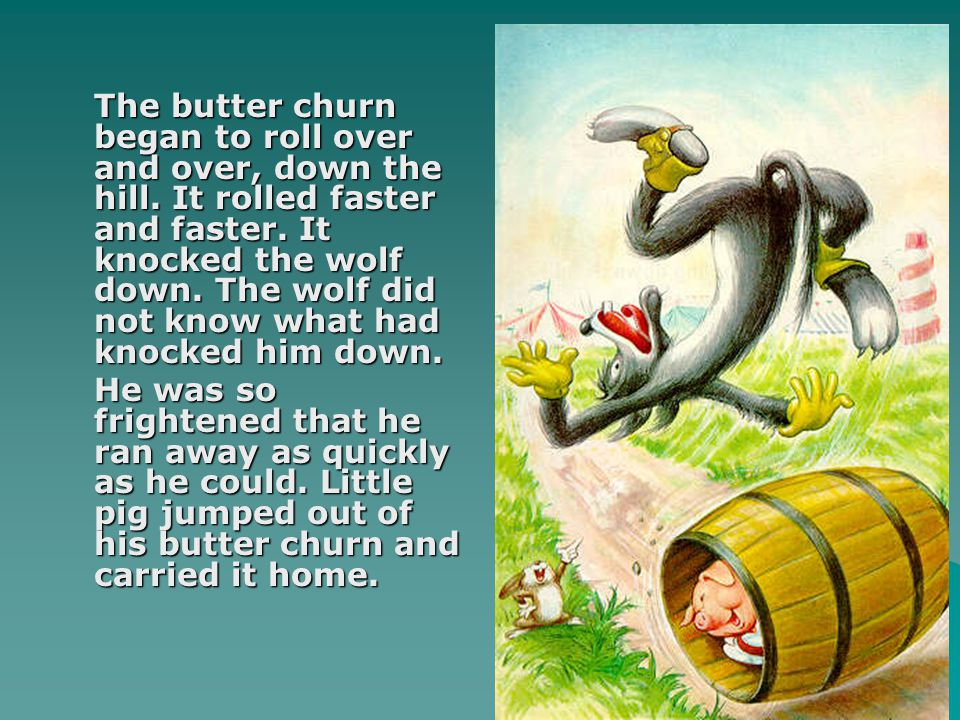 The butter churn
began to roll over
and over, down the
hill. It rolled faster
and faster. It
knocked the wolf
down. The wolf did
not know what had
knocked him down.
He was so
frightened that he
ran away as quickly
as he could. Little
pig jumped out of
his butter churn and
carried it home.